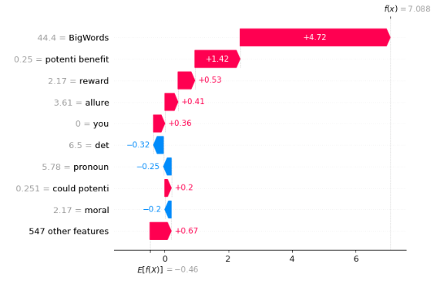 f(x) = 7.088
44.4 = BigWords +4.72
0.25 = potenti benefit +1.42
2.17 = reward +0.53
3.61 = allure +0.41
0 = you +0.36
6.5 = det −0.32
5.78 = pronoun −0.25
0.251 = could potenti +0.2
2.17 = moral −0.2
547 other features +0.67
0 2 4 6
E[f(X)] = −0.46